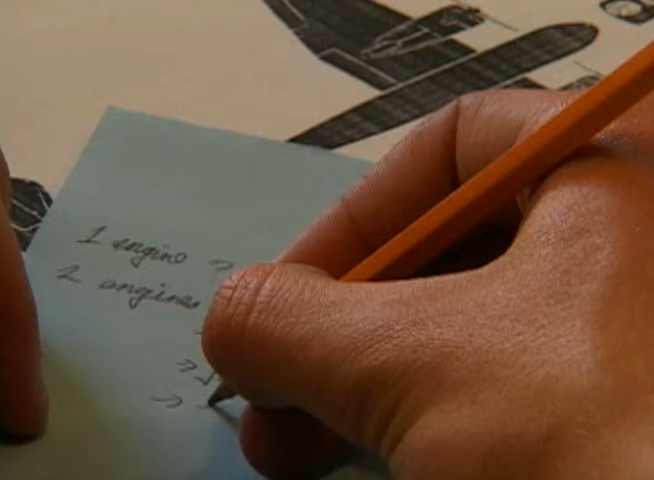 1 engine =>
2 engines
=> √
=>